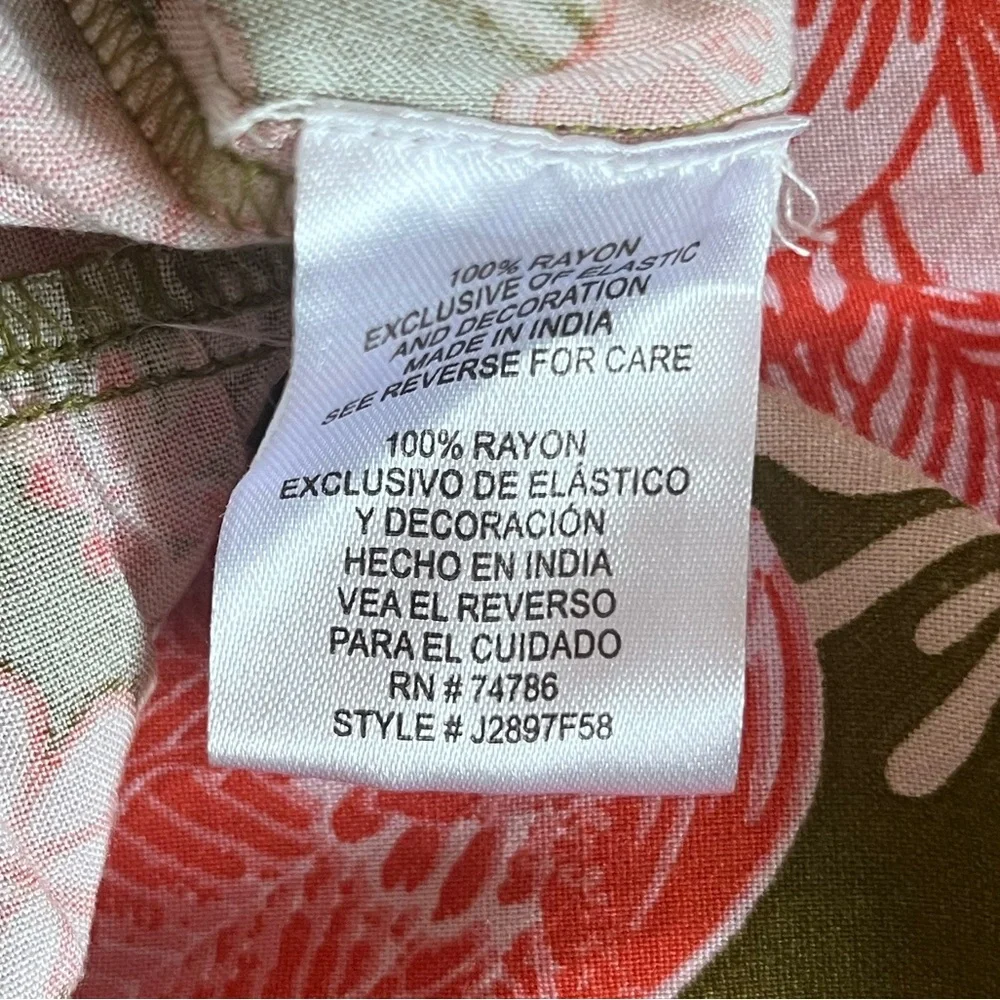 100% RAYON
EXCLUSIVE OF ELASTIC
AND DECORATION
MADE IN INDIA
SEE REVERSE FOR CARE
100% RAYON
EXCLUSIVO DE ELÁSTICO
Y DECORACIÓN
HECHO EN INDIA
VEA EL REVERSO
PARA EL CUIDADO
RN # 74786
STYLE # J2897F58